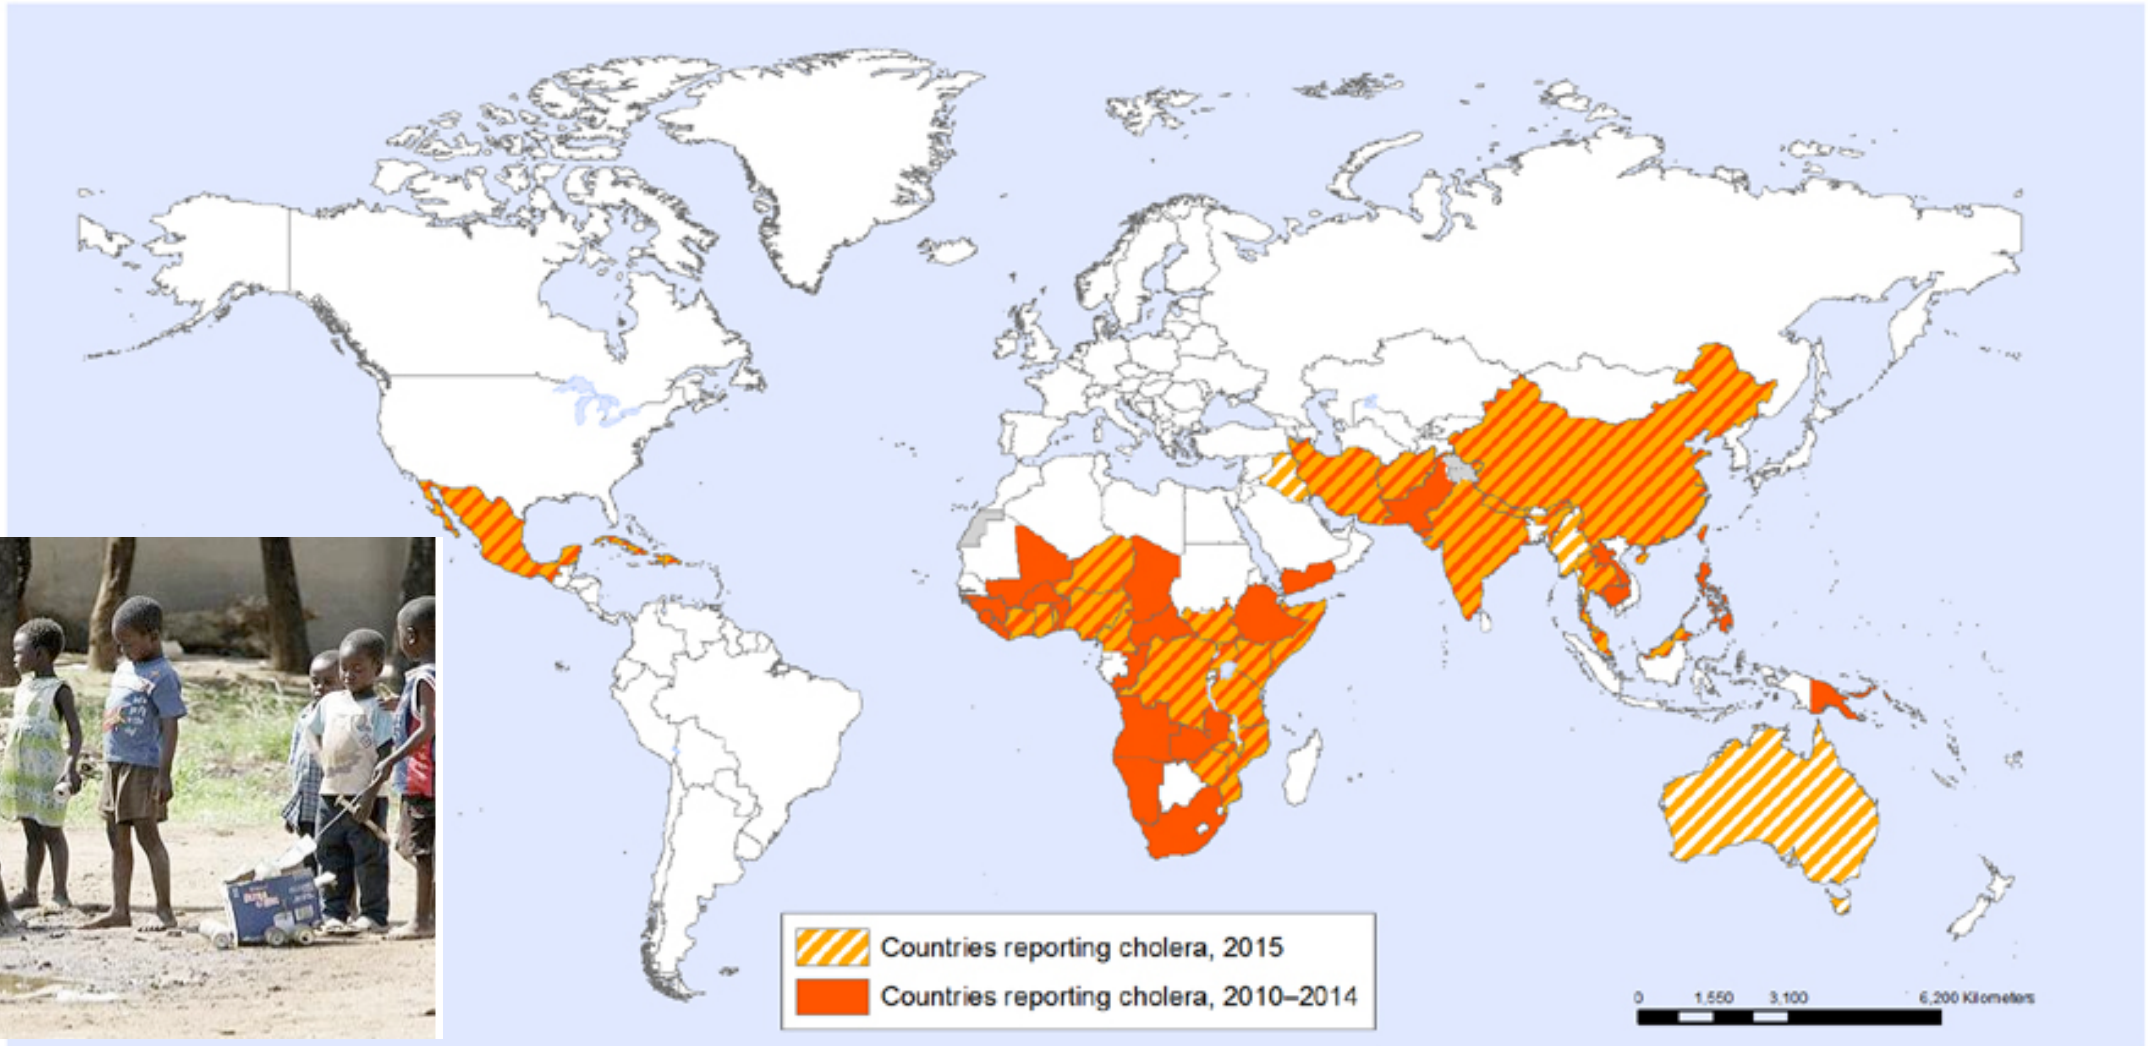 Countries reporting cholera, 2015
Countries reporting cholera, 2010–2014
0 1,550 3,100 6,200 Kilometers